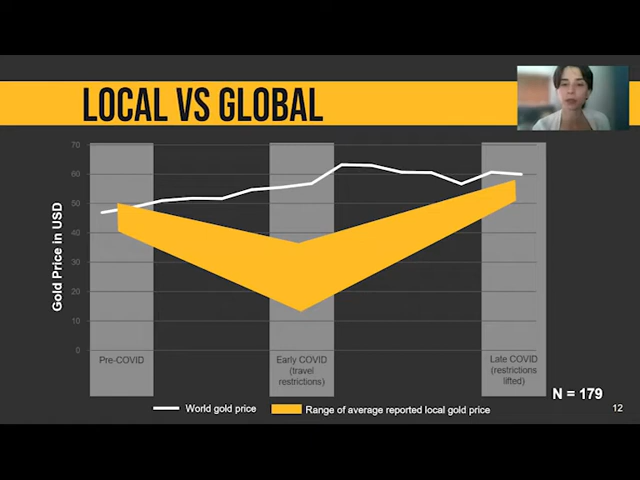 LOCAL VS GLOBAL
70
60
50
40
30
20
10
0
Gold Price in USD
Pre-COVID
Early COVID
(travel
restrictions)
Late COVID
(restrictions
lifted)
N = 179
World gold price
Range of average reported local gold price
12